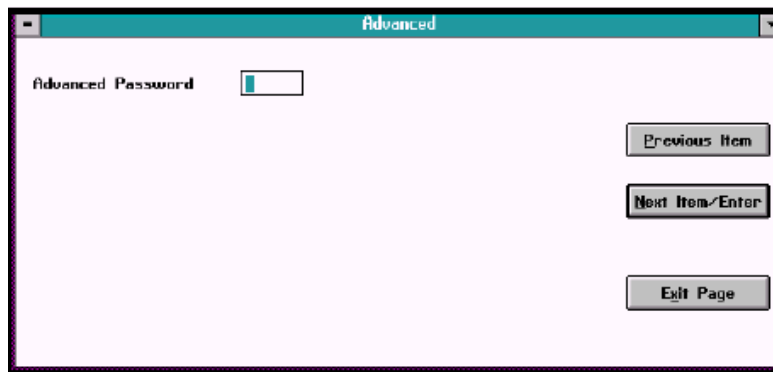 Advanced
Advanced Password
Previous Item
Next Item/Enter
Exit Page